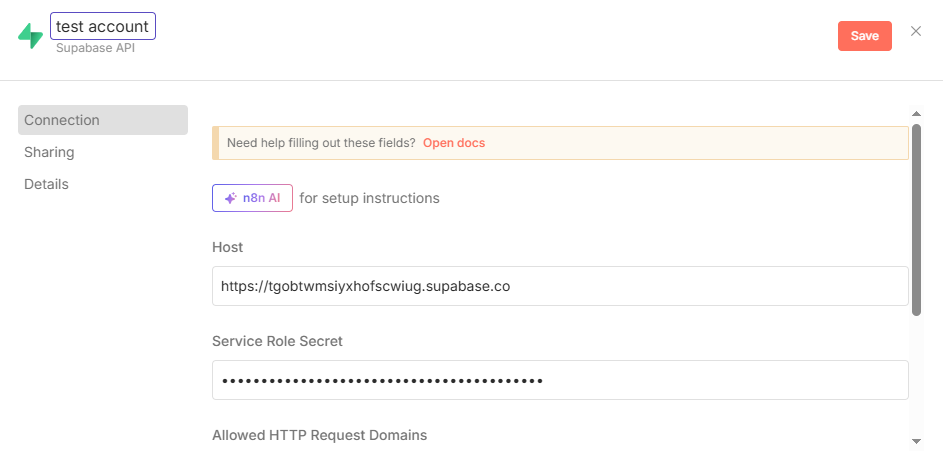 test account
Supabase API
Save
Connection
Sharing
Details
Need help filling out these fields? Open docs
n8n AI for setup instructions
Host
https://tgobtwmsiyxhofscwiug.supabase.co
Service Role Secret
••••••••••••••••••••••••••••••••••••••••
Allowed HTTP Request Domains